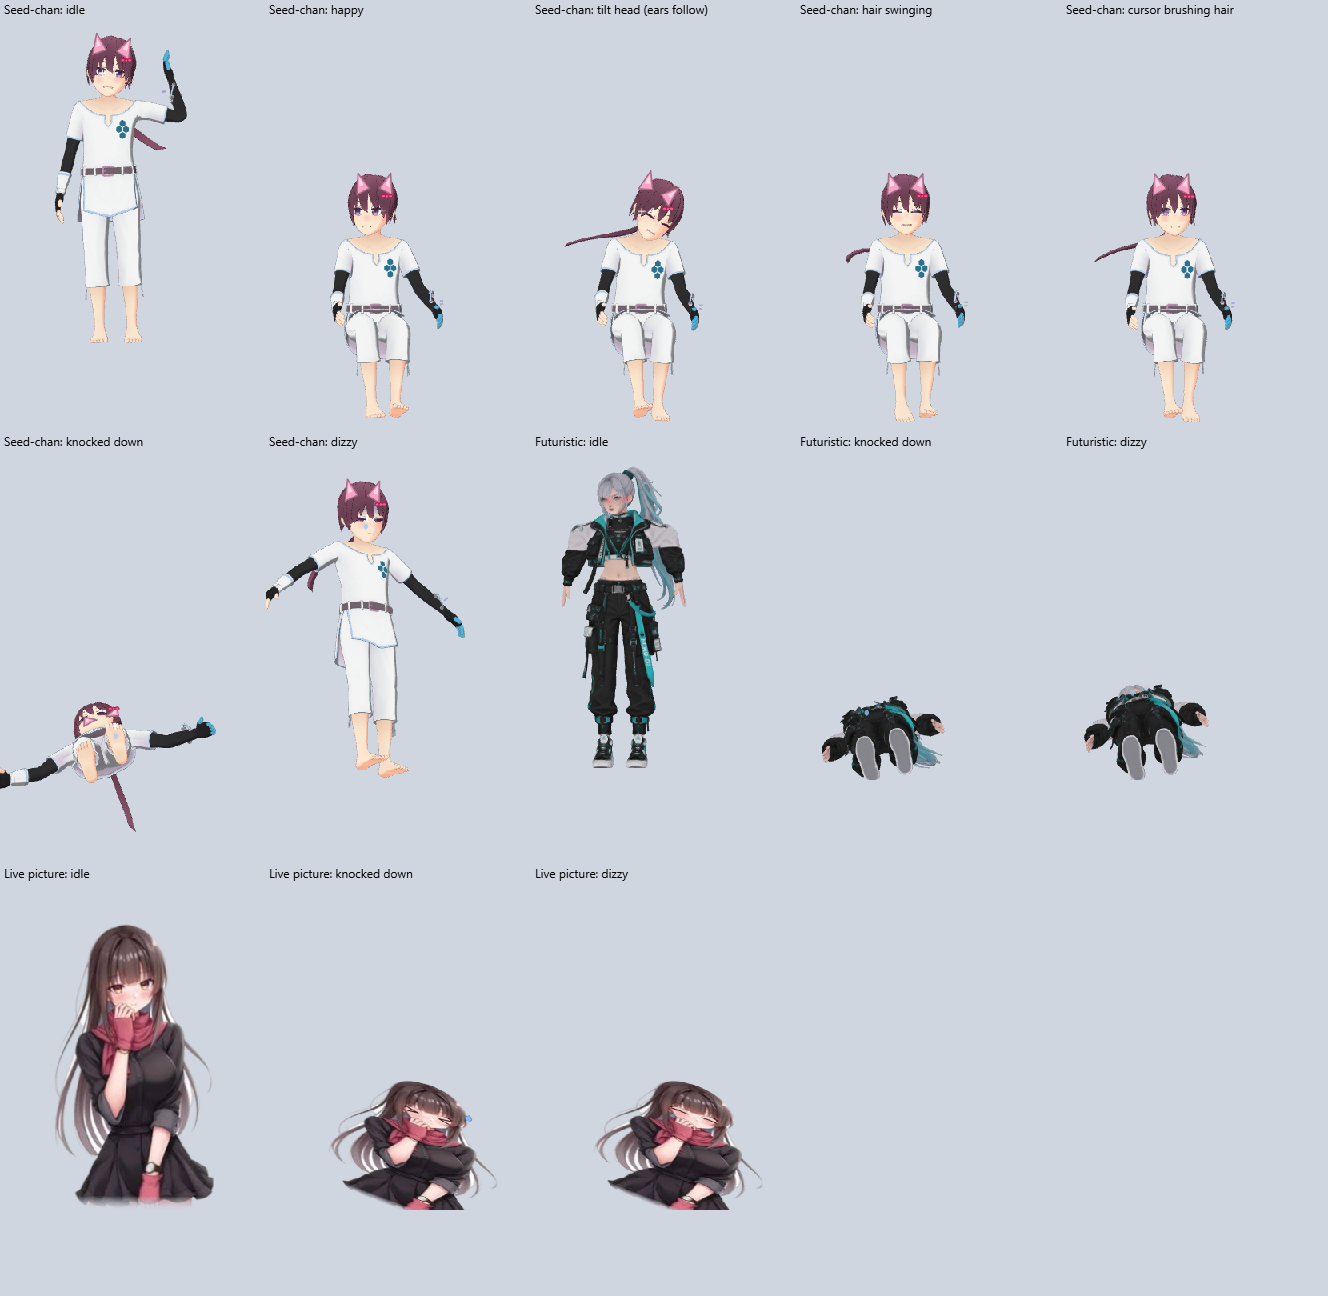 Seed-chan: idle
Seed-chan: happy
Seed-chan: tilt head (ears follow)
Seed-chan: hair swinging
Seed-chan: cursor brushing hair
Seed-chan: knocked down
Seed-chan: dizzy
Futuristic: idle
Futuristic: knocked down
Futuristic: dizzy
Live picture: idle
Live picture: knocked down
Live picture: dizzy